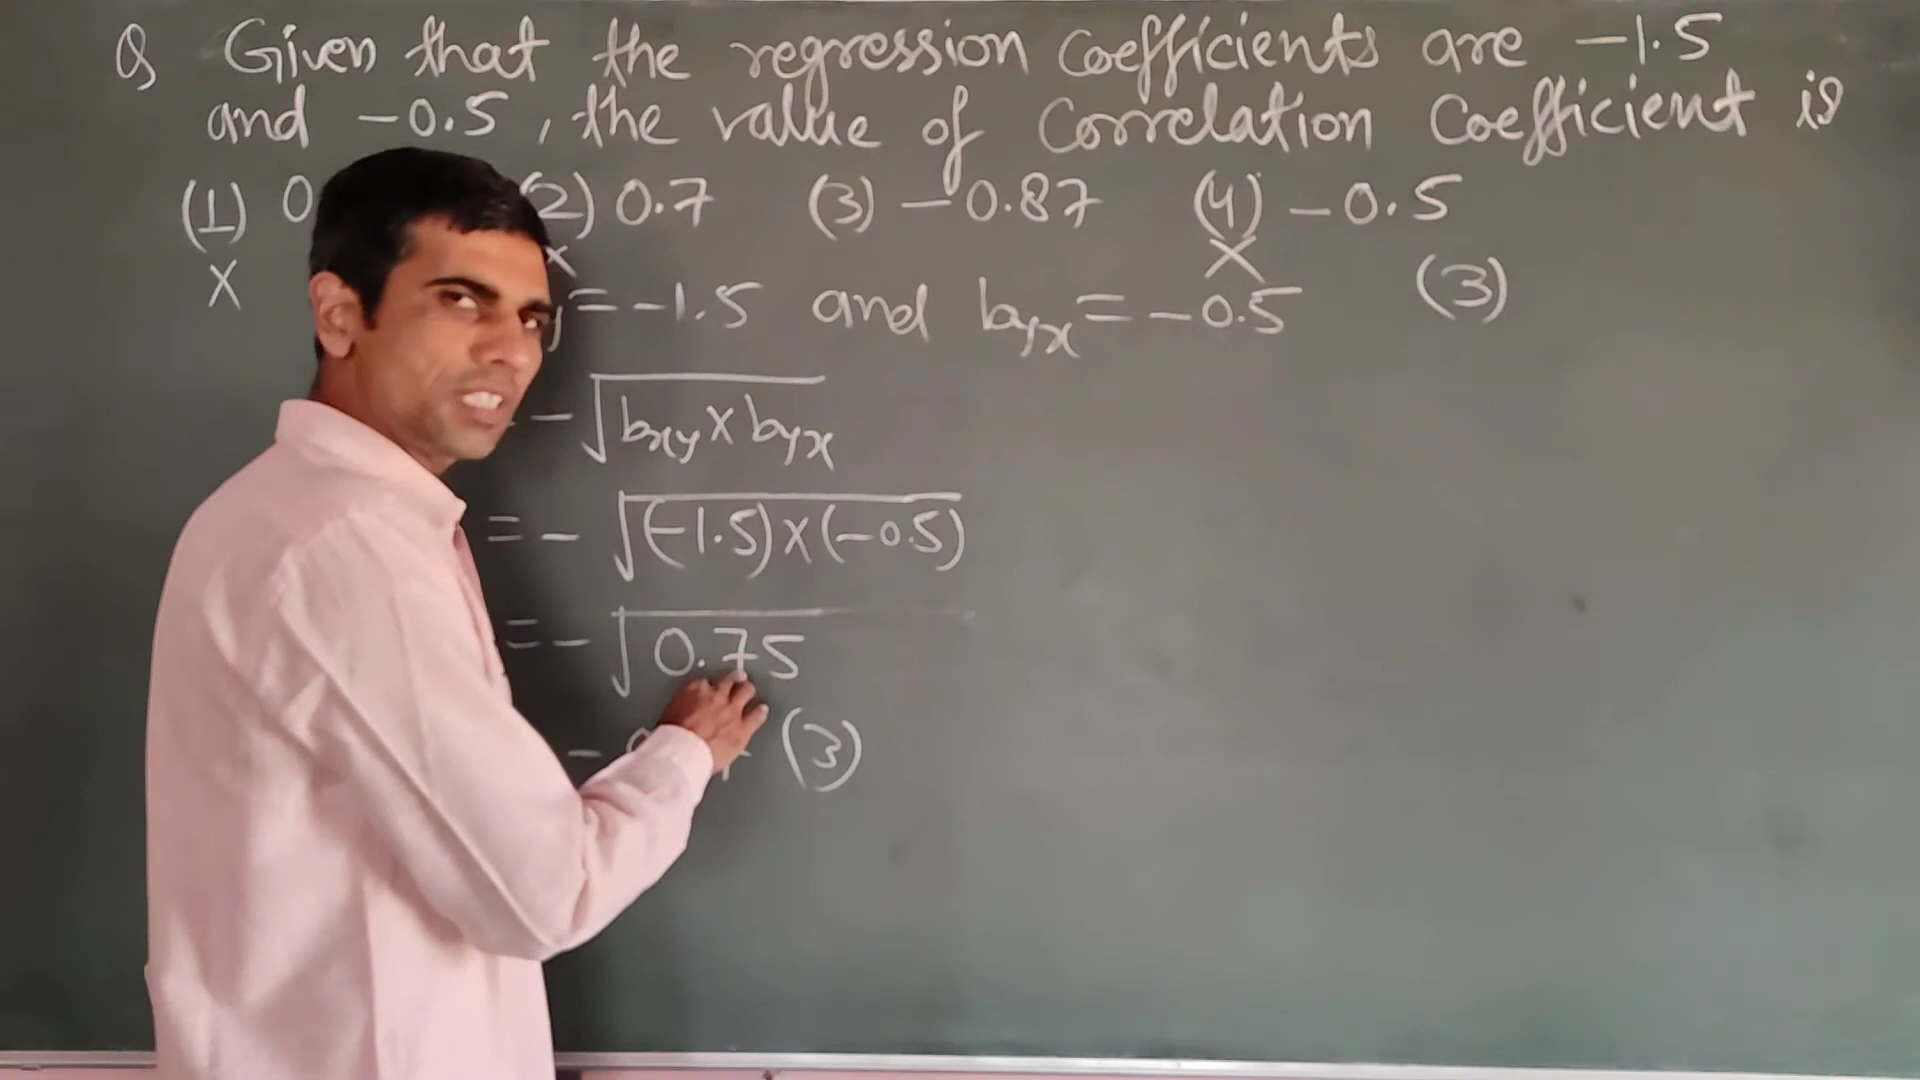 Q Given that the regression coefficients are -1.5
and -0.5, the value of Correlation Coefficient is
(1) 0 (2) 0.7 (3) -0.87 (4) -0.5
x x x
y = -1.5 and byx = -0.5 (3)
- √bxy x byx
= - √(-1.5) x (-0.5)
= - √0.75
- (3)